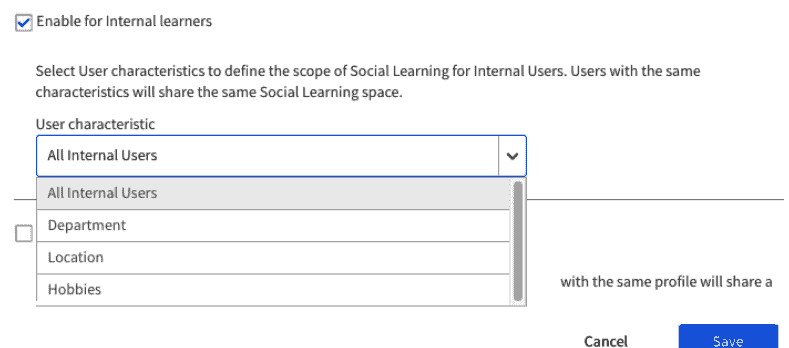 Enable for Internal learners
Select User characteristics to define the scope of Social Learning for Internal Users. Users with the same
characteristics will share the same Social Learning space.
User characteristic
All Internal Users
All Internal Users
Department
Location
Hobbies
with the same profile will share a
Cancel
Save